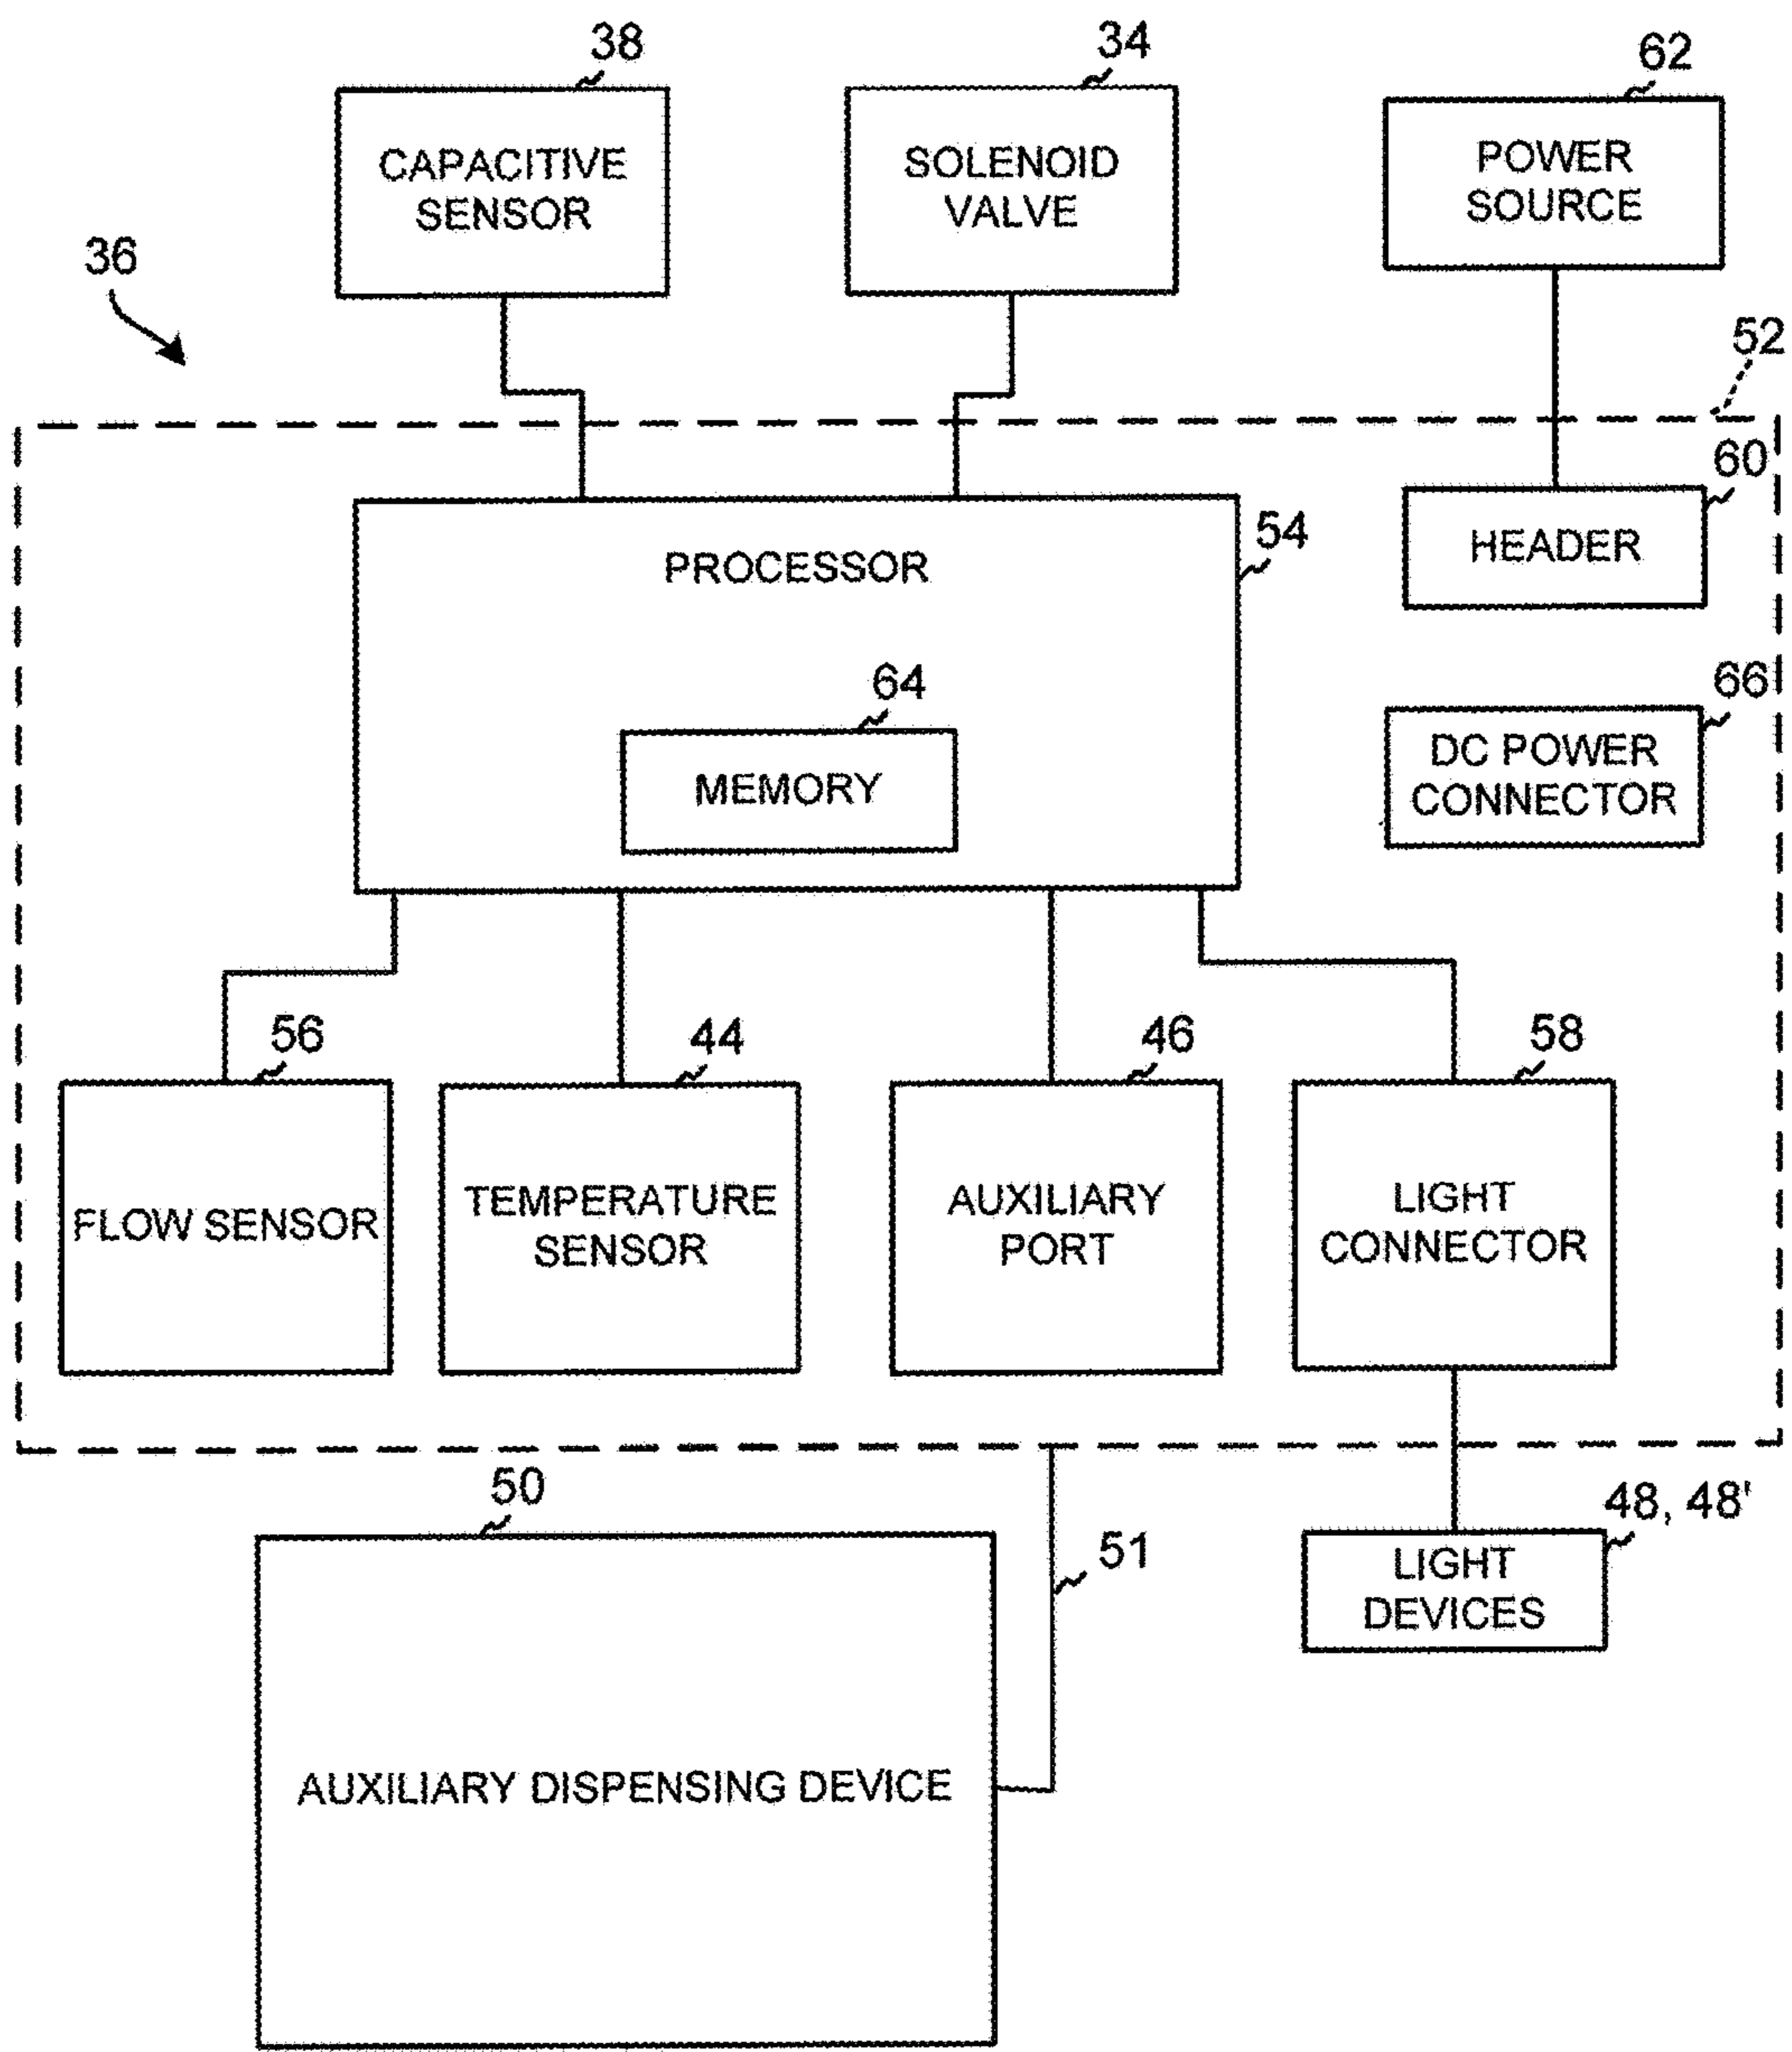 38
34
62
CAPACITIVE
SENSOR
SOLENOID
VALVE
POWER
SOURCE
36
52
60
HEADER
54
PROCESSOR
64
MEMORY
66
DC POWER
CONNECTOR
56
44
46
58
FLOW SENSOR
TEMPERATURE
SENSOR
AUXILIARY
PORT
LIGHT
CONNECTOR
50
51
48, 48'
LIGHT
DEVICES
AUXILIARY DISPENSING DEVICE